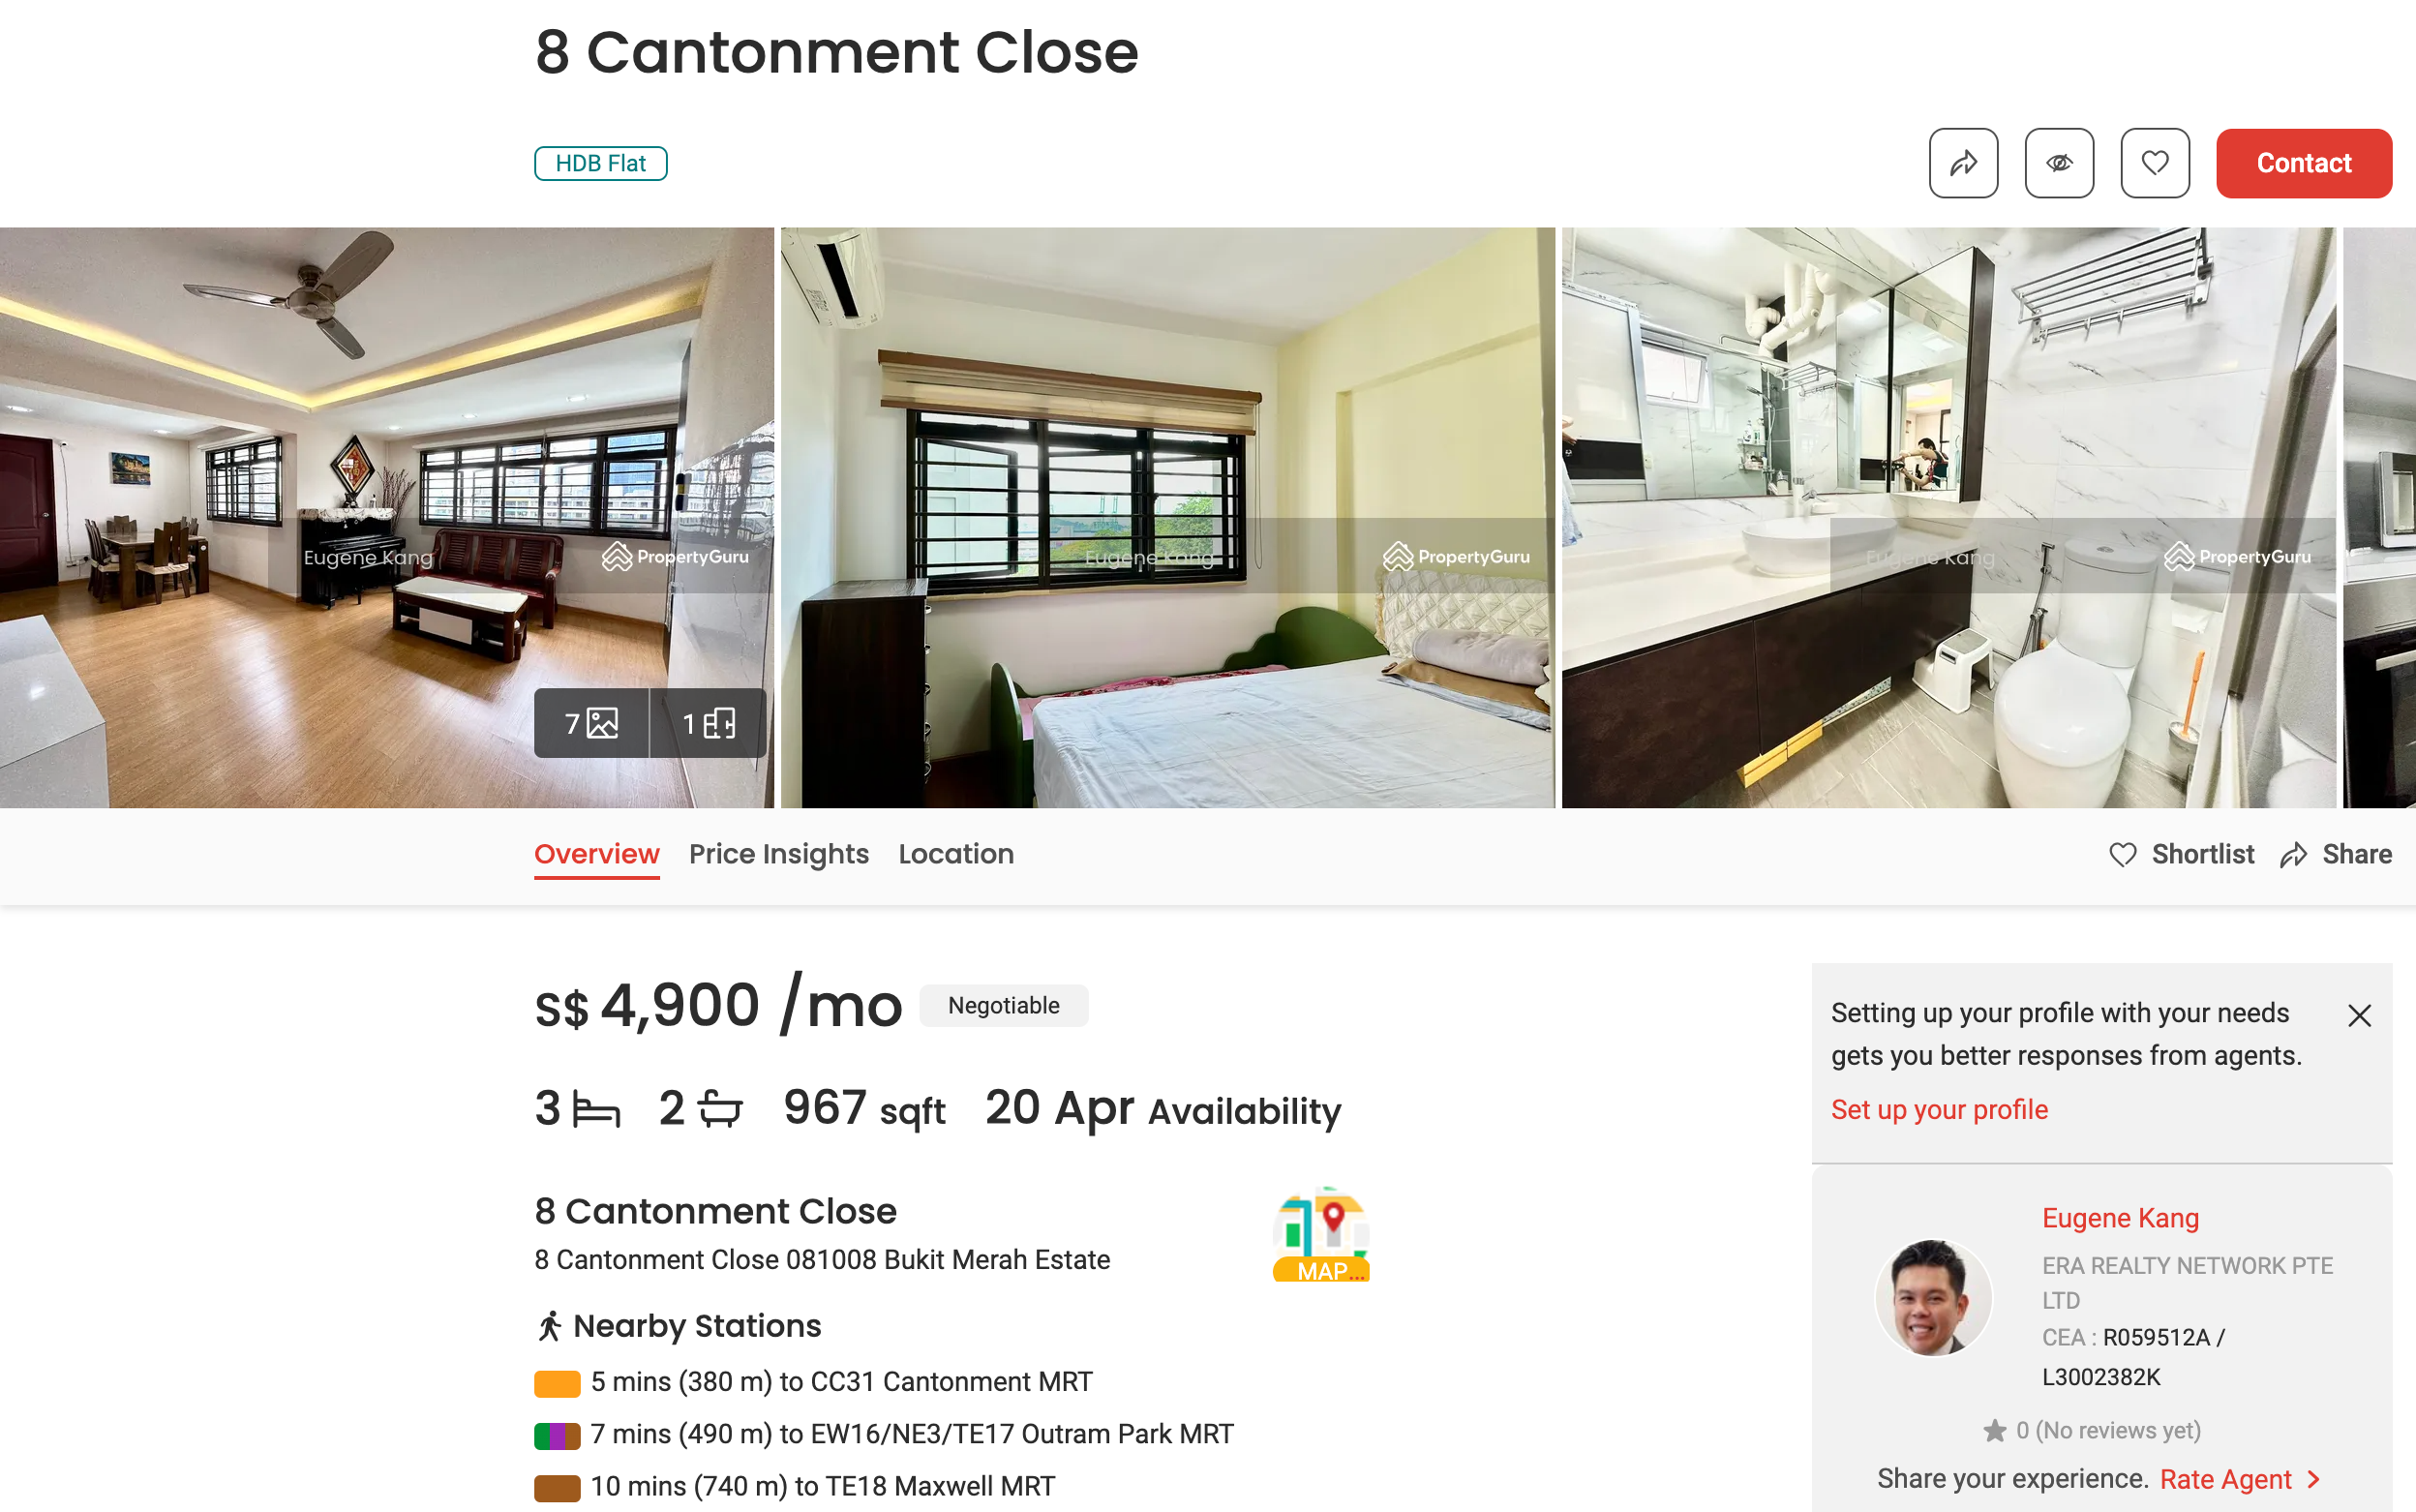 8 Cantonment Close
HDB Flat
Contact
Eugene Kang
PropertyGuru
Eugene Kang
PropertyGuru
Eugene Kang
PropertyGuru
7
1
Overview Price Insights Location
Shortlist Share
S$ 4,900 /mo Negotiable
3 2 967 sqft 20 Apr Availability
8 Cantonment Close
8 Cantonment Close 081008 Bukit Merah Estate
MAP...
Nearby Stations
5 mins (380 m) to CC31 Cantonment MRT
7 mins (490 m) to EW16/NE3/TE17 Outram Park MRT
10 mins (740 m) to TE18 Maxwell MRT
Setting up your profile with your needs
gets you better responses from agents.
Set up your profile
Eugene Kang
ERA REALTY NETWORK PTE
LTD
CEA : R059512A /
L3002382K
0 (No reviews yet)
Share your experience. Rate Agent >